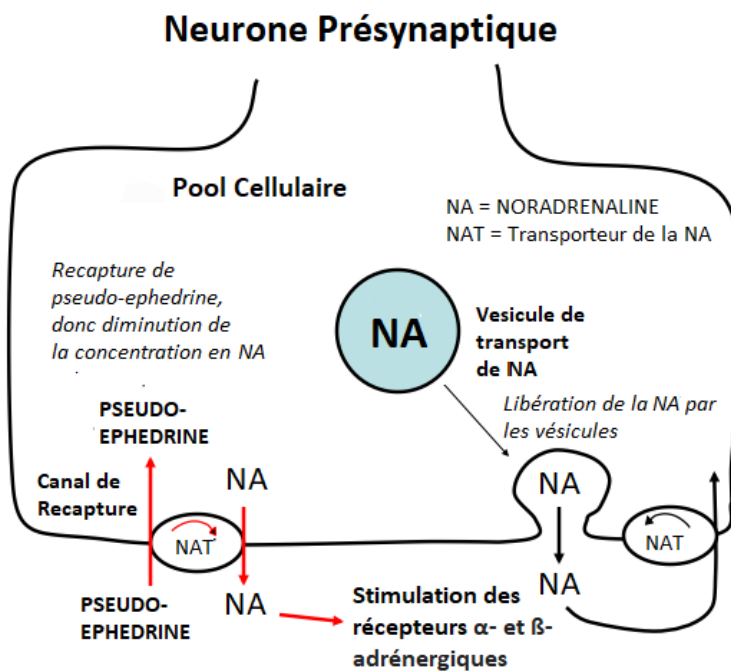 Neurone Présynaptique
Pool Cellulaire
NA = NORADRENALINE
NAT = Transporteur de la NA
Recapture de
pseudo-ephedrine,
donc diminution de
la concentration en NA
NA
Vesicule de
transport
de NA
Libération de la NA par
les vésicules
PSEUDO-
EPHEDRINE
Canal de
Recapture
NA
NAT
NA
NAT
PSEUDO-
EPHEDRINE
NA
NA
Stimulation des
récepteurs α- et ß-
adrénergiques